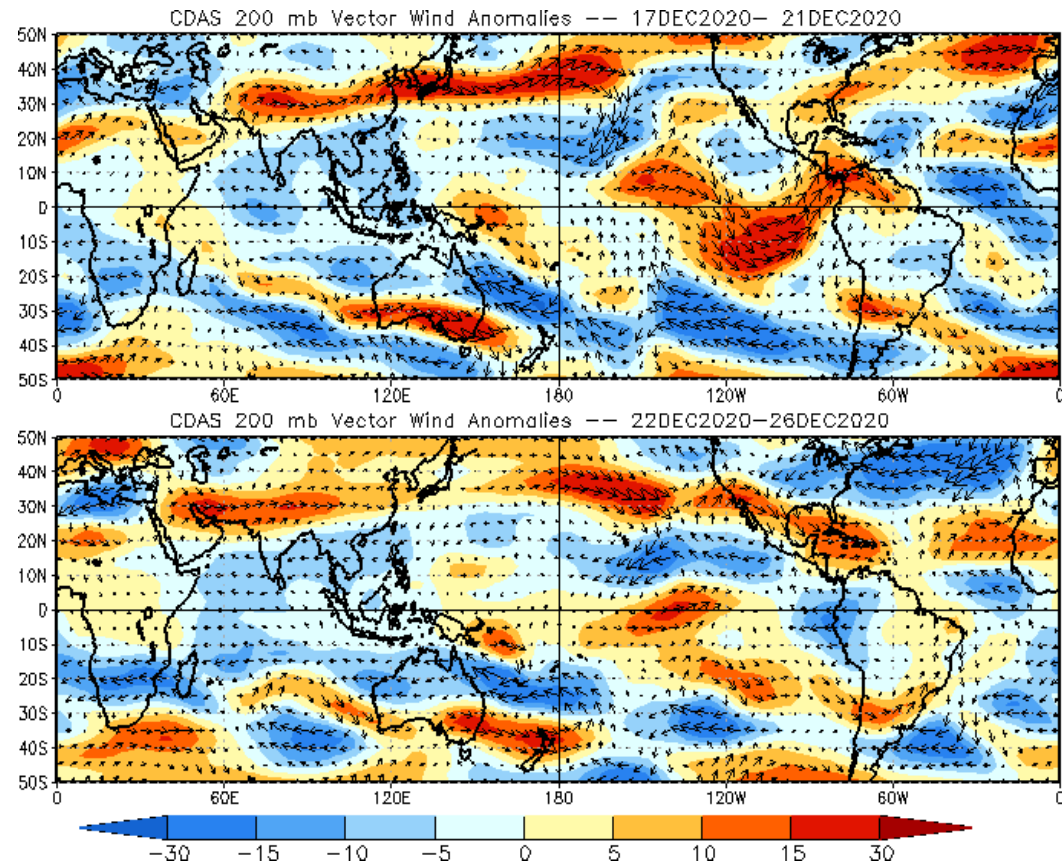 CDAS 200 mb Vector Wind Anomalies -- 17DEC2020- 21DEC2020
50N
40N
30N
20N
10N
0
10S
20S
30S
40S
50S
0 60E 120E 180 120W 60W 0
CDAS 200 mb Vector Wind Anomalies -- 22DEC2020-26DEC2020
50N
40N
30N
20N
10N
0
10S
20S
30S
40S
50S
0 60E 120E 180 120W 60W 0
-30 -15 -10 -5 0 5 10 15 30